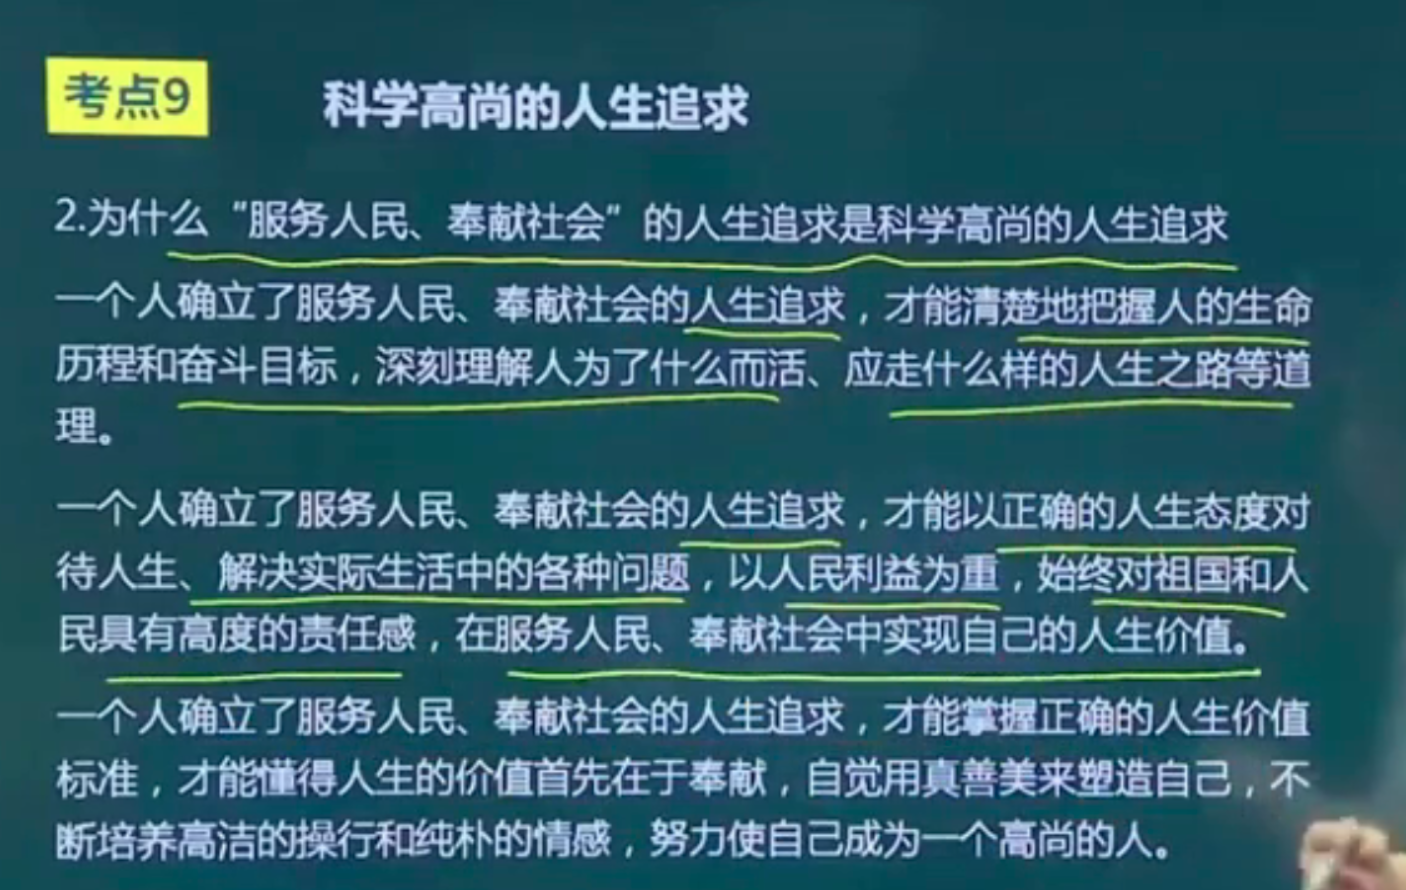 考点9
科学高尚的人生追求
2.为什么“服务人民、奉献社会”的人生追求是科学高尚的人生追求
一个人确立了服务人民、奉献社会的人生追求，才能清楚地把握人的生命
历程和奋斗目标，深刻理解人为了什么而活、应走什么样的人生之路等道
理。
一个人确立了服务人民、奉献社会的人生追求，才能以正确的人生态度对
待人生、解决实际生活中的各种问题，以人民利益为重，始终对祖国和人
民具有高度的责任感，在服务人民、奉献社会中实现自己的人生价值。
一个人确立了服务人民、奉献社会的人生追求，才能掌握正确的人生价值
标准，才能懂得人生的价值首先在于奉献，自觉用真善美来塑造自己，不
断培养高洁的操行和纯朴的情感，努力使自己成为一个高尚的人。